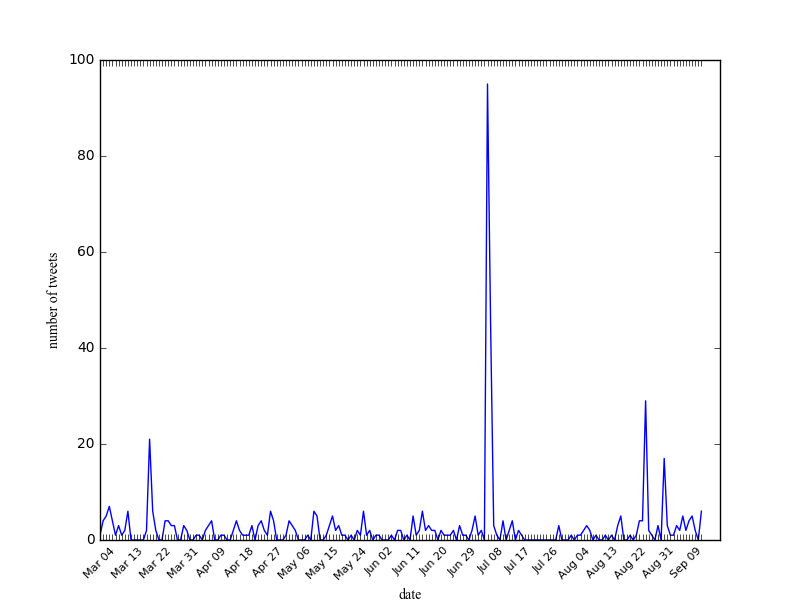 100
80
60
40
20
0
number of tweets
Mar 04
Mar 13
Mar 22
Mar 31
Apr 09
Apr 18
Apr 27
May 06
May 15
May 24
Jun 02
Jun 11
Jun 20
Jun 29
Jul 08
Jul 17
Jul 26
Aug 04
Aug 13
Aug 22
Aug 31
Sep 09
date